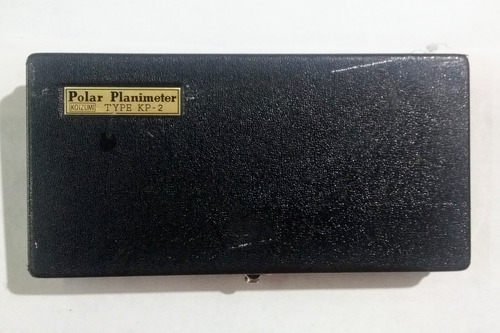 Polar Planimeter
KOIZUMI TYPE KP-2